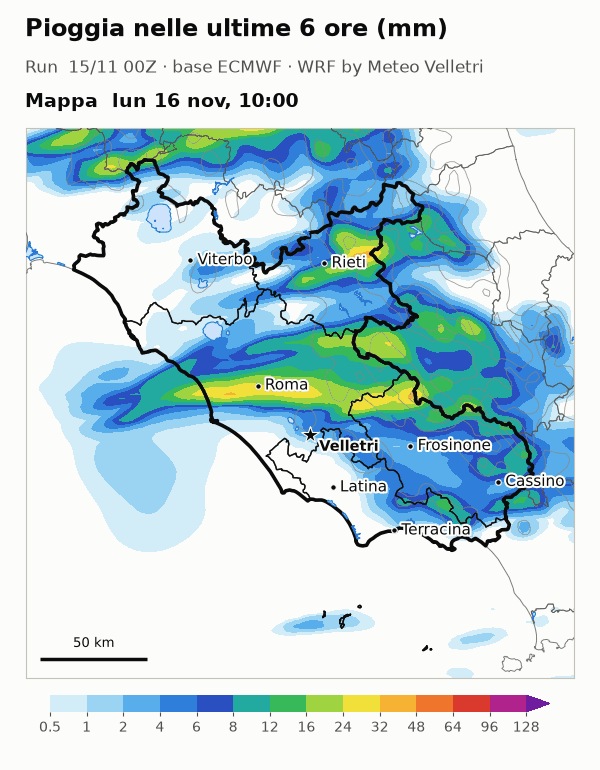 Pioggia nelle ultime 6 ore (mm)
Run  15/11 00Z · base ECMWF · WRF by Meteo Velletri
Mappa  lun 16 nov, 10:00
Viterbo
Rieti
Roma
Velletri
Frosinone
Latina
Cassino
Terracina
50 km
0.5 1 2 4 6 8 12 16 24 32 48 64 96 128